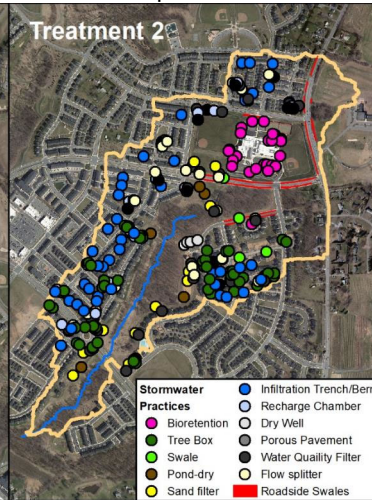 Treatment 2
Stormwater
Practices
Bioretention
Tree Box
Swale
Pond-dry
Sand filter
Infiltration Trench/Berm
Recharge Chamber
Dry Well
Porous Pavement
Water Quaility Filter
Flow splitter
Roadside Swales